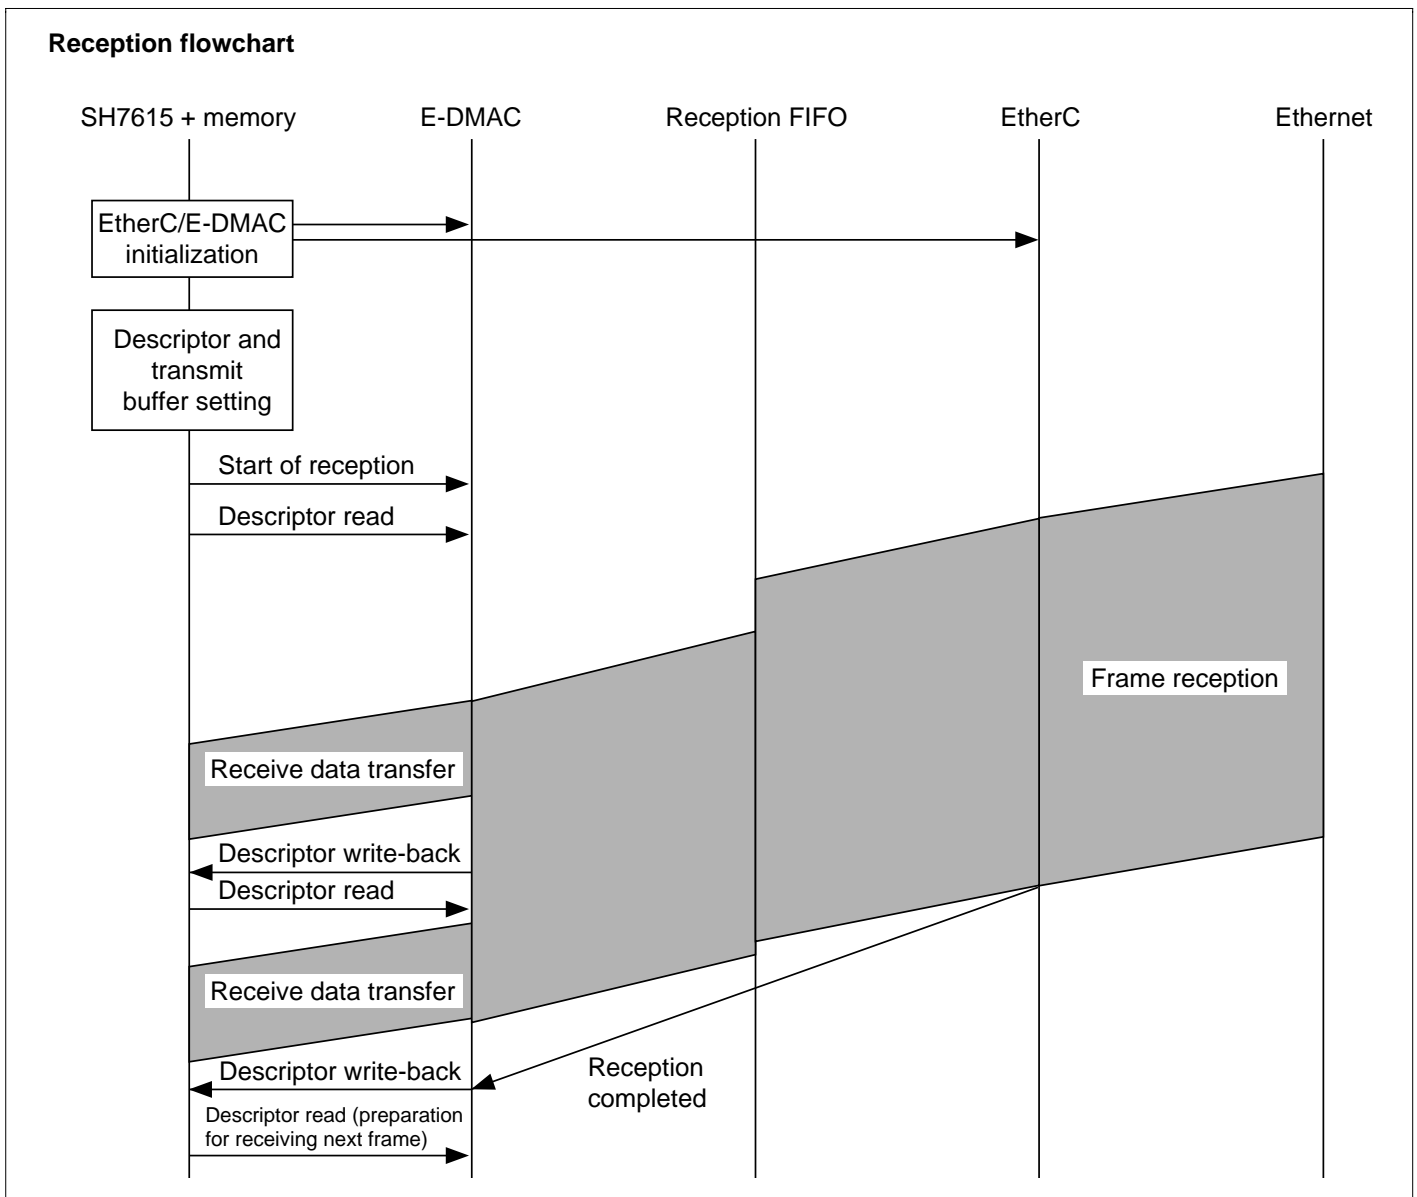 Reception flowchart
SH7615 + memory
E-DMAC
Reception FIFO
EtherC
Ethernet
EtherC/E-DMAC
initialization
Descriptor and
transmit
buffer setting
Start of reception
Descriptor read
Frame reception
Receive data transfer
Descriptor write-back
Descriptor read
Receive data transfer
Descriptor write-back
Reception
completed
Descriptor read (preparation
for receiving next frame)